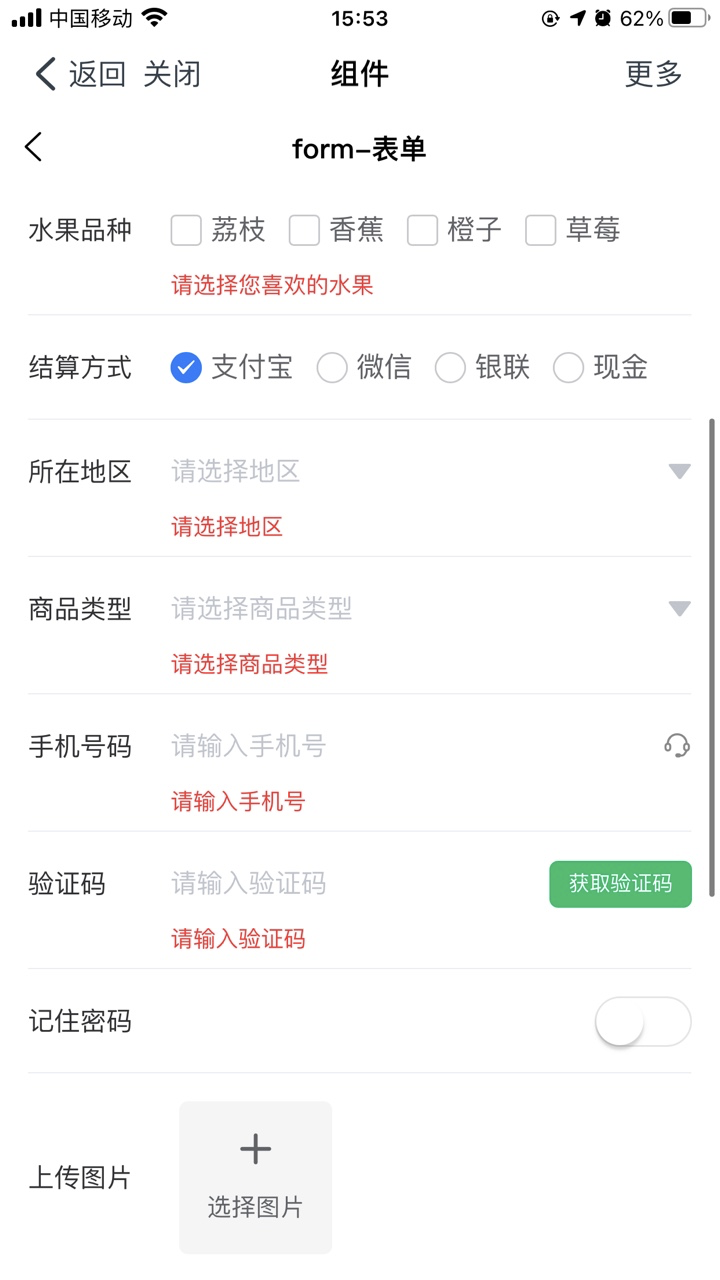 中国移动 15:53 62%
返回 关闭 组件 更多
form-表单
水果品种 荔枝 香蕉 橙子 草莓
请选择您喜欢的水果
结算方式 支付宝 微信 银联 现金
所在地区 请选择地区
请选择地区
商品类型 请选择商品类型
请选择商品类型
手机号码 请输入手机号
请输入手机号
验证码 请输入验证码 获取验证码
请输入验证码
记住密码
上传图片
选择图片